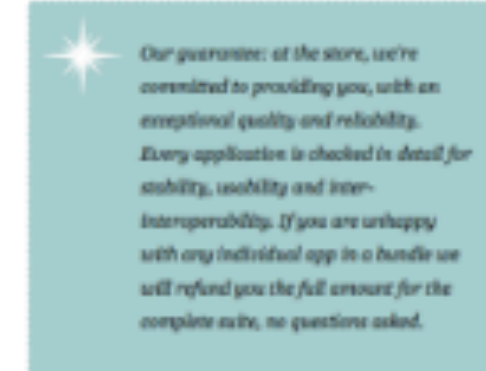 Our guarantee: at the store, we're
committed to providing you, with an
exceptional quality and reliability.
Every application is checked in detail for
stability, usability and inter-
interoperability. If you are unhappy
with any individual app in a bundle we
will refund you the full amount for the
complete suite, no questions asked.